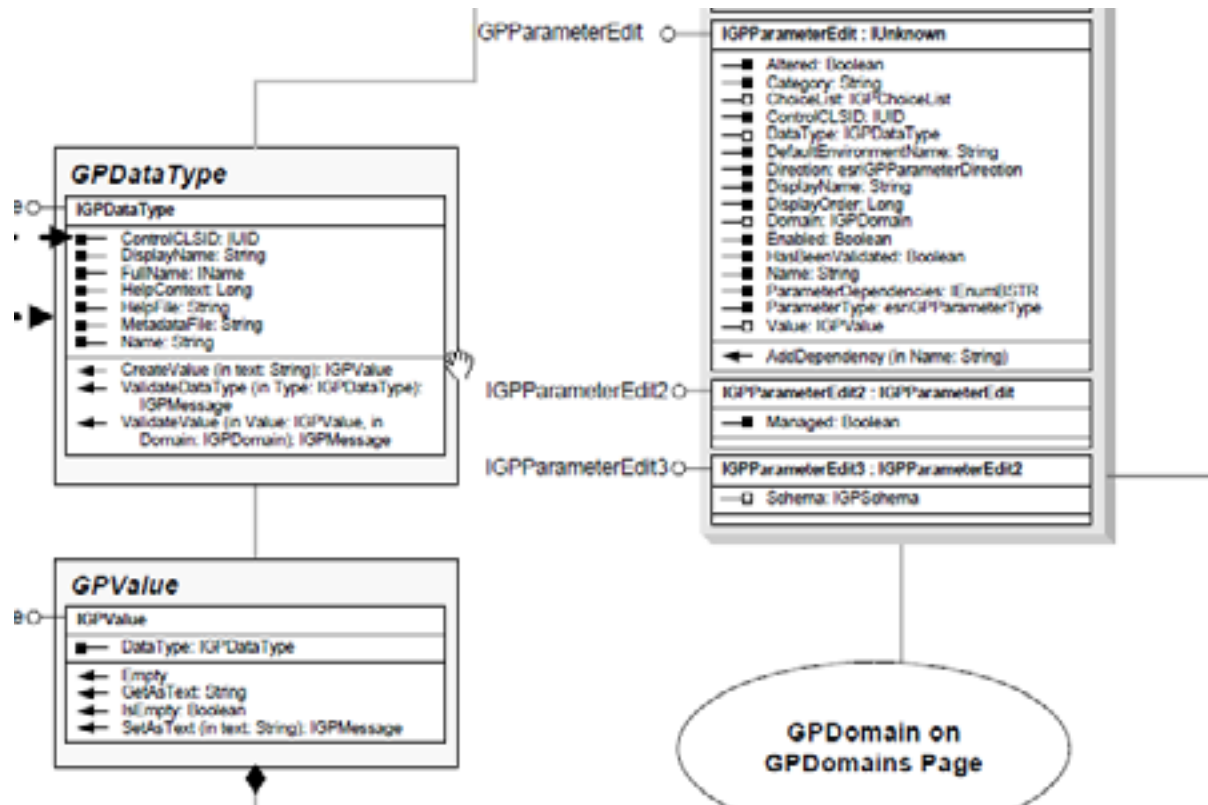 GPParameterEdit
IGPParameterEdit : IUnknown
Altered: Boolean
Category: String
ChoiceList: IGPChoiceList
ControlCLSID: IUID
DataType: IGPDataType
DefaultEnvironmentName: String
Direction: esriGPParameterDirection
DisplayName: String
DisplayOrder: Long
Domain: IGPDomain
Enabled: Boolean
HasBeenValidated: Boolean
Name: String
ParameterDependencies: IEnumBSTR
ParameterType: esriGPParameterType
Value: IGPValue
AddDependency (in Name: String)
IGPParameterEdit2
IGPParameterEdit2 : IGPParameterEdit
Managed: Boolean
IGPParameterEdit3
IGPParameterEdit3 : IGPParameterEdit2
Schema: IGPSchema
GPDataType
e
IGPDataType
ControlCLSID: IUID
DisplayName: String
FullName: IName
HelpContext: Long
HelpFile: String
MetadataFile: String
Name: String
CreateValue (in text: String): IGPValue
ValidateDataType (in Type: IGPDataType):
IGPMessage
ValidateValue (in Value: IGPValue, in
Domain: IGPDomain): IGPMessage
GPValue
e
IGPValue
DataType: IGPDataType
Empty
GetAsText: String
IsEmpty: Boolean
SetAsText (in text: String): IGPMessage
GPDomain on
GPDomains Page